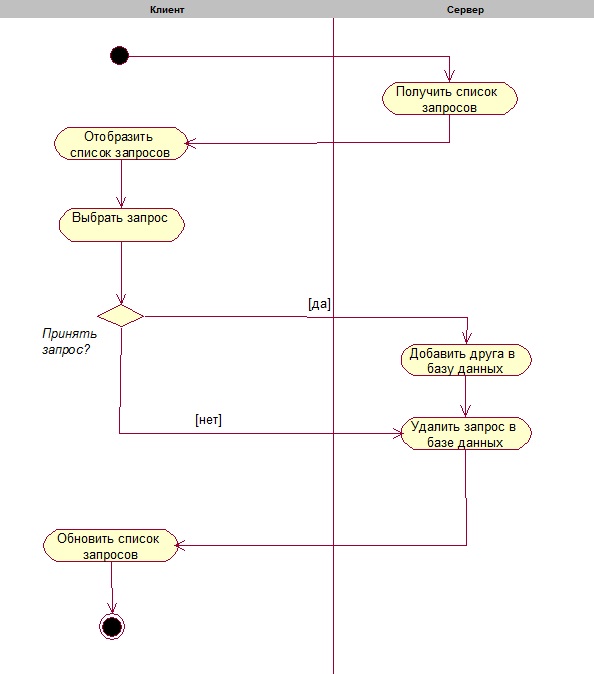 Клиент
Сервер
Получить список
запросов
Отобразить
список запросов
Выбрать запрос
[да]
Принять
запрос?
Добавить друга в
базу данных
[нет]
Удалить запрос в
базе данных
Обновить список
запросов